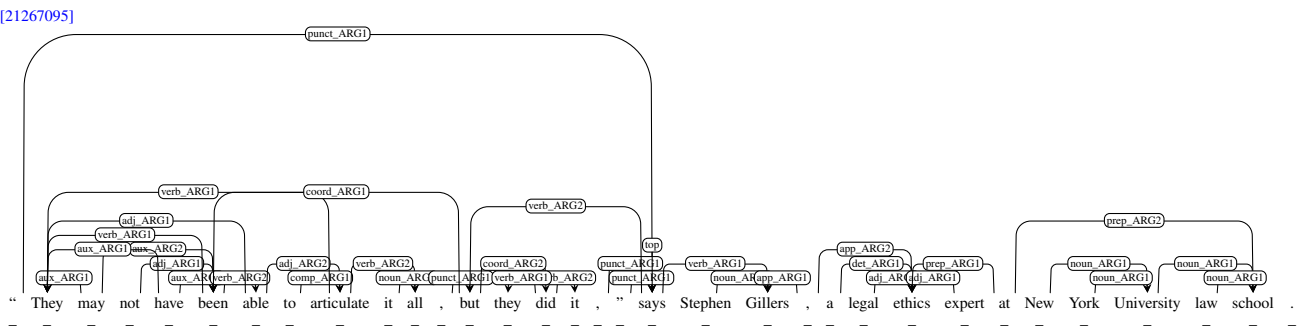 [21267095]
punct_ARG1
verb_ARG1 coord_ARG1
verb_ARG2
adj_ARG1 prep_ARG2
verb_ARG1
top
aux_ARG1 aux_ARG2 app_ARG2
adj_ARG1 adj_ARG2 verb_ARG2 coord_ARG2 punct_ARG1 verb_ARG1 det_ARG1 prep_ARG1 noun_ARG1 noun_ARG1
aux_ARG1 verb_ARG2 comp_ARG1 punct_ARG1 verb_ARG1 punct_ARG1 app_ARG1 adj_ARG1 noun_ARG1 noun_ARG1
“ They may not have been able to articulate it all , but they did it , ” says Stephen Gillers , a legal ethics expert at New York University law school .